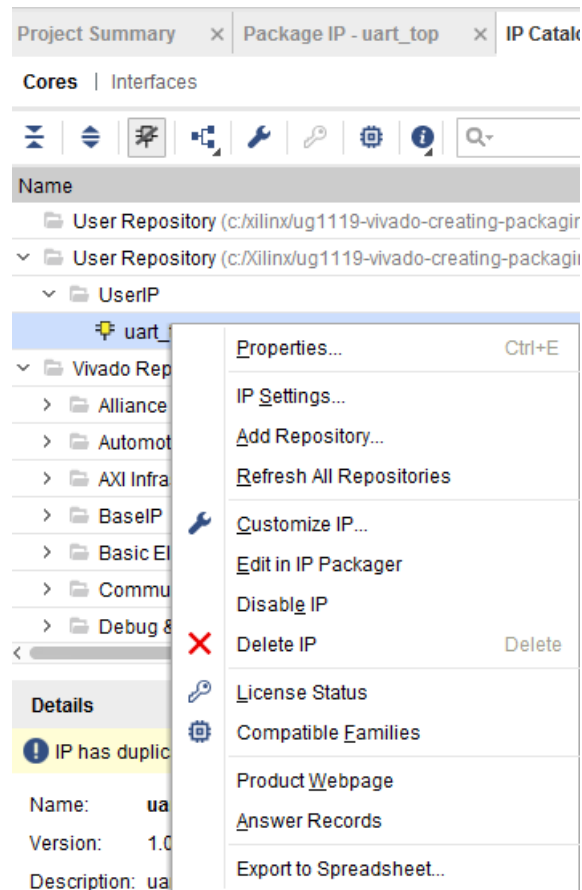 Project Summary × Package IP - uart_top × IP Catal
Cores | Interfaces
Name
User Repository (c:/xilinx/ug1119-vivado-creating-packagin
User Repository (c:/Xilinx/ug1119-vivado-creating-packagi
UserIP
uart_
Properties... Ctrl+E
Vivado Rep
IP Settings...
Alliance
Add Repository...
Automot
Refresh All Repositories
AXI Infra
BaseIP
Customize IP...
Basic El
Edit in IP Packager
Commu
Disable IP
Debug &
Delete IP Delete
License Status
Details
Compatible Families
IP has duplic
Product Webpage
Name: ua
Answer Records
Version: 1.0
Export to Spreadsheet...
Description: ua